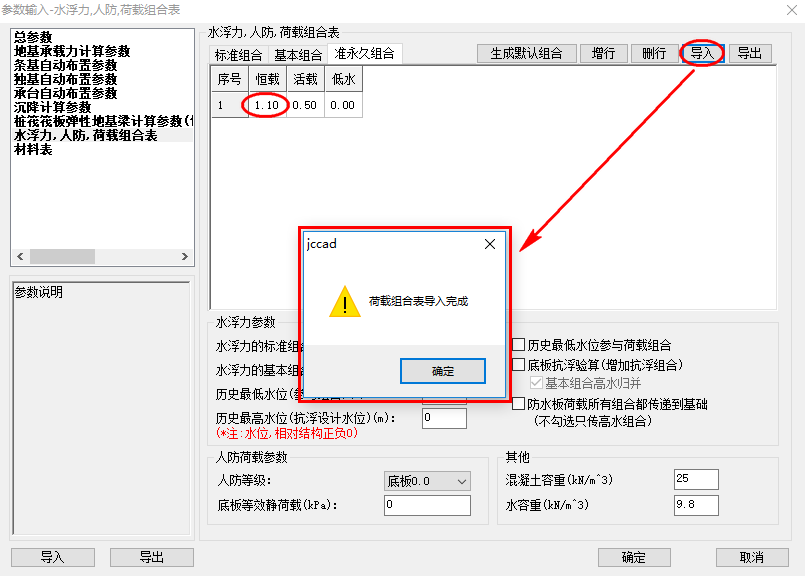 参数输入-水浮力,人防,荷载组合表
总参数
地基承载力计算参数
条基自动布置参数
独基自动布置参数
承台自动布置参数
沉降计算参数
桩筏筏板弹性地基梁计算参数(
水浮力,人防,荷载组合表
材料表
参数说明
导入
导出
水浮力,人防,荷载组合表
标准组合
基本组合
准永久组合
生成默认组合
增行
删行
导入
导出
序号
恒载
活载
低水
1
1.10
0.50
0.00
jccad
荷载组合表导入完成
确定
水浮力参数
水浮力的标准组
水浮力的基本组
历史最低水位(
历史最高水位(抗浮设计水位)(m):
0
(*注:水位,相对结构正负0)
历史最低水位参与荷载组合
底板抗浮验算(增加抗浮组合)
基本组合高水归并
防水板荷载所有组合都传递到基础
(不勾选只传高水组合)
人防荷载参数
人防等级:
底板0.0
底板等效静荷载(kPa):
0
其他
混凝土容重(kN/m^3)
25
水容重(kN/m^3)
9.8
确定
取消